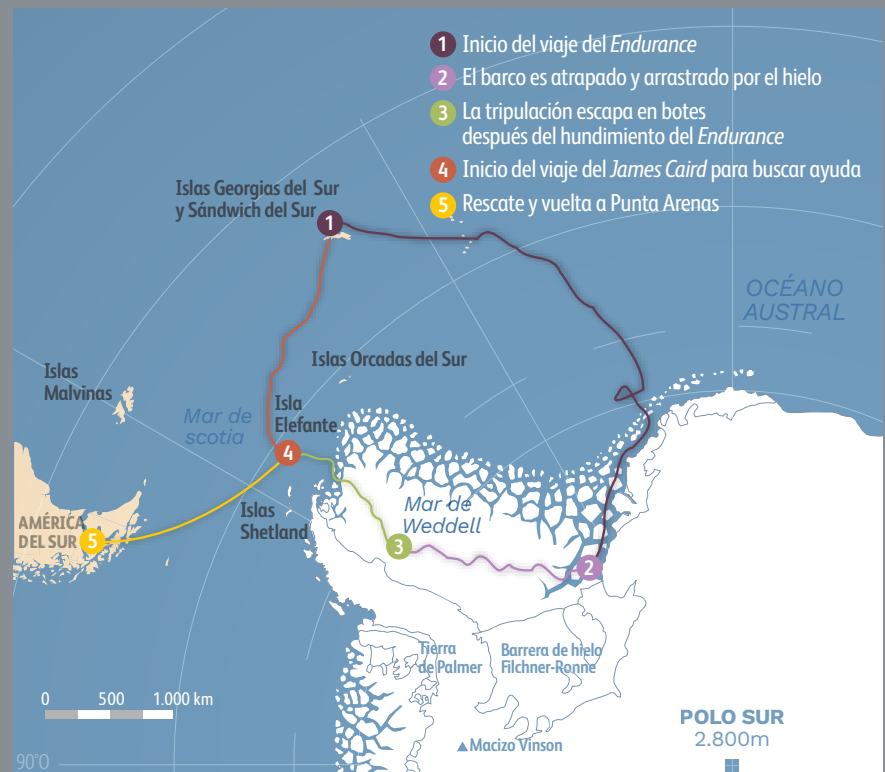 1 Inicio del viaje del Endurance
2 El barco es atrapado y arrastrado por el hielo
3 La tripulación escapa en botes
después del hundimiento del Endurance
4 Inicio del viaje del James Caird para buscar ayuda
5 Rescate y vuelta a Punta Arenas
Islas Georgias del Sur
y Sándwich del Sur
1
OCÉANO
AUSTRAL
Islas Orcadas del Sur
Islas
Malvinas
Isla
Elefante
Mar de
scotia
4
Islas
Shetland
Mar de
Weddell
AMÉRICA
DEL SUR
5
3
2
Tierra
de Palmer
Barrera de hielo
Filchner-Ronne
0 500 1.000 km
POLO SUR
2.800m
Macizo Vinson
90°O